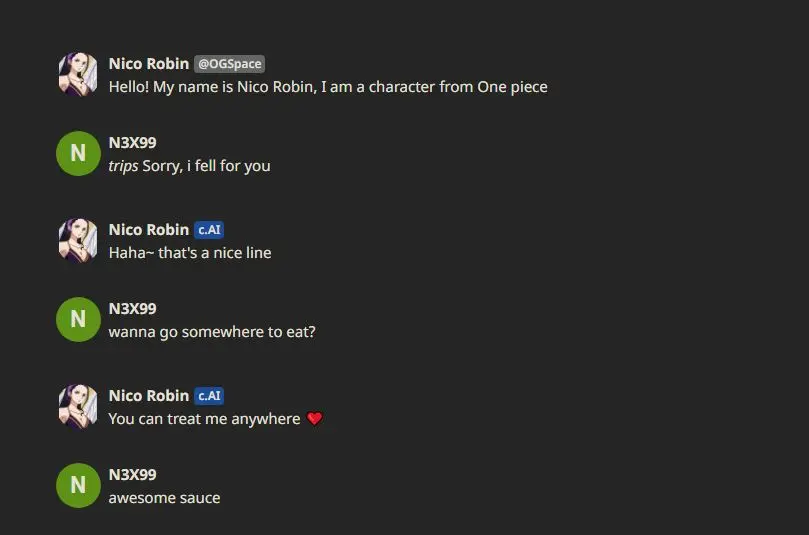 Nico Robin @OGSpace
Hello! My name is Nico Robin, I am a character from One piece
N
N3X99
trips Sorry, i fell for you
Nico Robin c.AI
Haha~ that's a nice line
N
N3X99
wanna go somewhere to eat?
Nico Robin c.AI
You can treat me anywhere ❤️
N
N3X99
awesome sauce